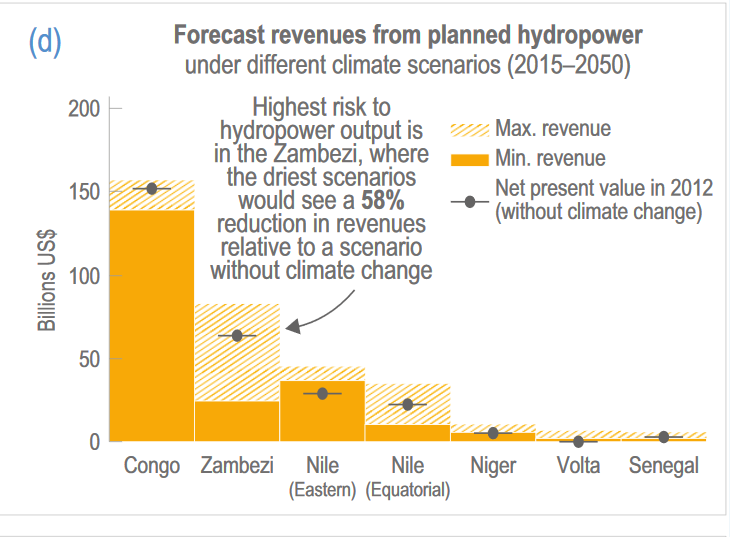 (d)
Forecast revenues from planned hydropower
under different climate scenarios (2015–2050)
Highest risk to
hydropower output is
in the Zambezi, where
the driest scenarios
would see a 58%
reduction in revenues
relative to a scenario
without climate change
Max. revenue
Min. revenue
Net present value in 2012
(without climate change)
Billions US$
200
150
100
50
0
Congo Zambezi Nile Nile Niger Volta Senegal
(Eastern) (Equatorial)